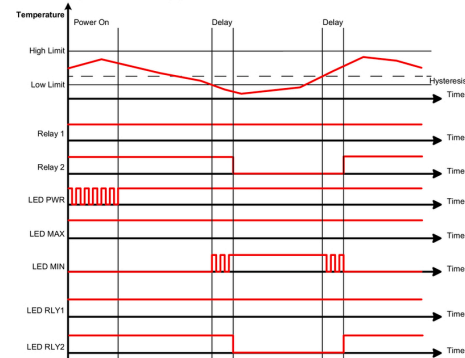 Temperature
Power On
Delay
Delay
High Limit
Low Limit
Hysteresis
Time
Relay 1
Time
Relay 2
Time
LED PWR
Time
LED MAX
Time
LED MIN
Time
LED RLY1
Time
LED RLY2
Time